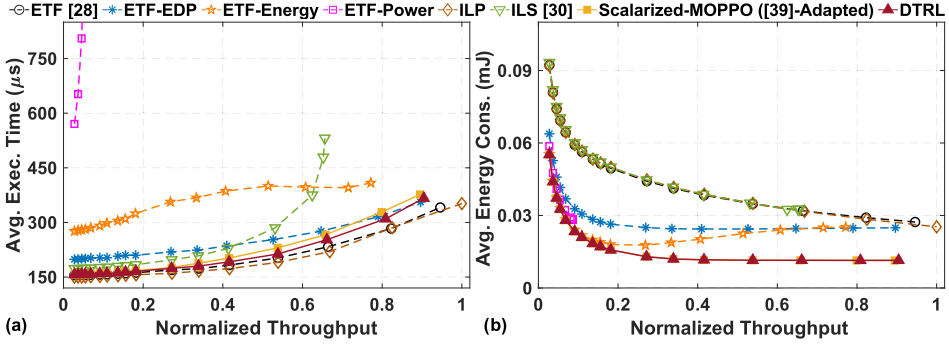 ETF [28] ETF-EDP ETF-Energy ETF-Power ILP ILS [30] Scalarized-MOPPO ([39]-Adapted) DTRL
Avg. Exec. Time (μs)
750
600
450
300
150
0 0.2 0.4 0.6 0.8 1
Normalized Throughput
(a)
Avg. Energy Cons. (mJ)
0.09
0.06
0.03
0
0 0.2 0.4 0.6 0.8 1
Normalized Throughput
(b)